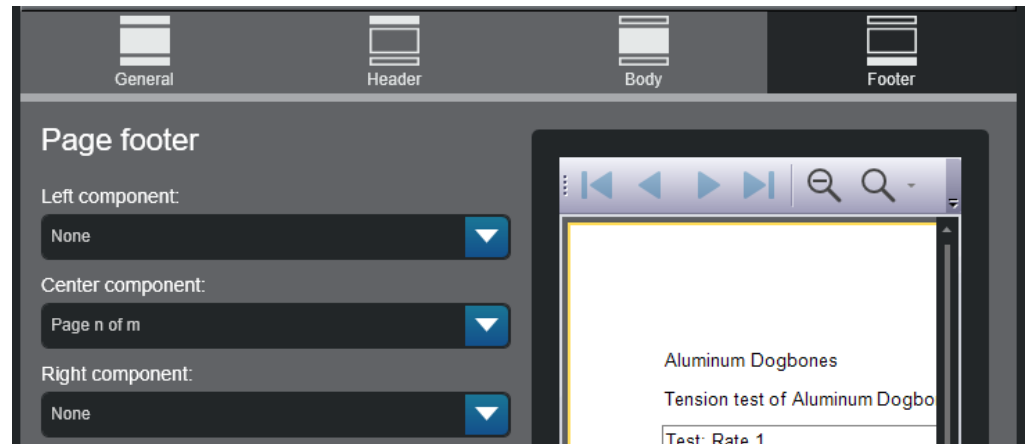 General
Header
Body
Footer
Page footer
Left component:
None
Center component:
Page n of m
Right component:
None
Aluminum Dogbones
Tension test of Aluminum Dogbo
Test: Rate 1